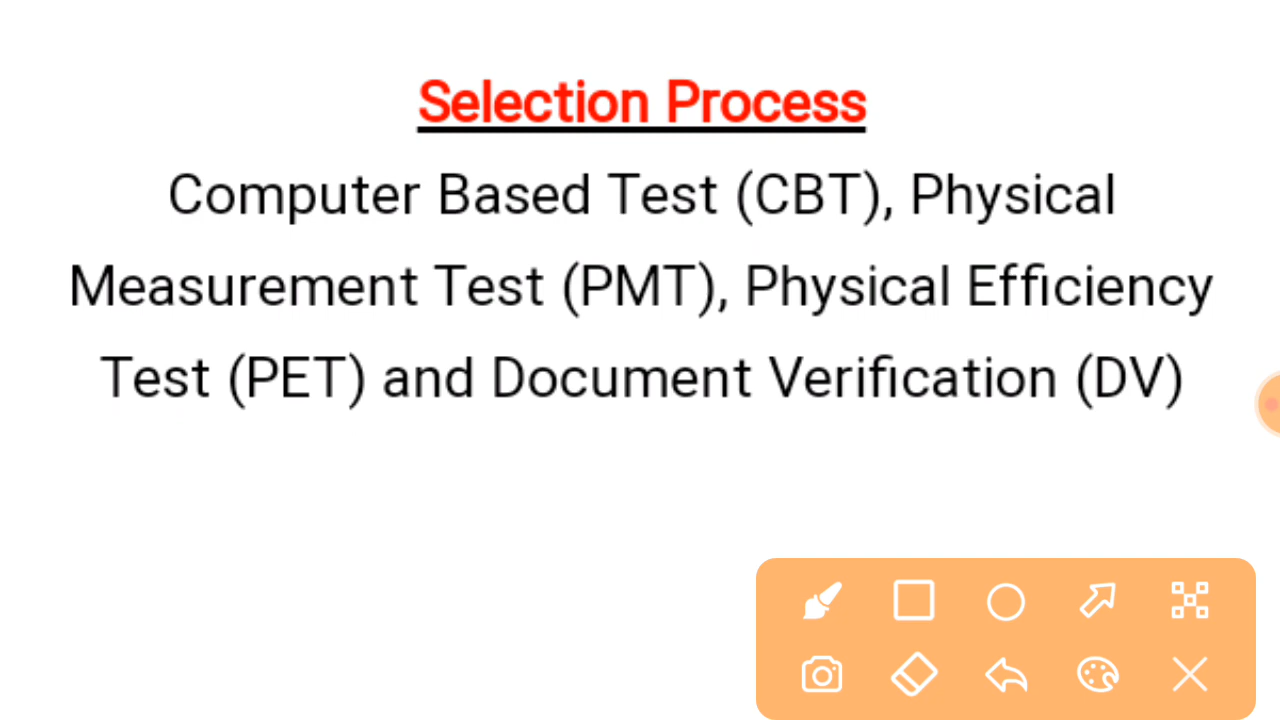 Selection Process
Computer Based Test (CBT), Physical
Measurement Test (PMT), Physical Efficiency
Test (PET) and Document Verification (DV)